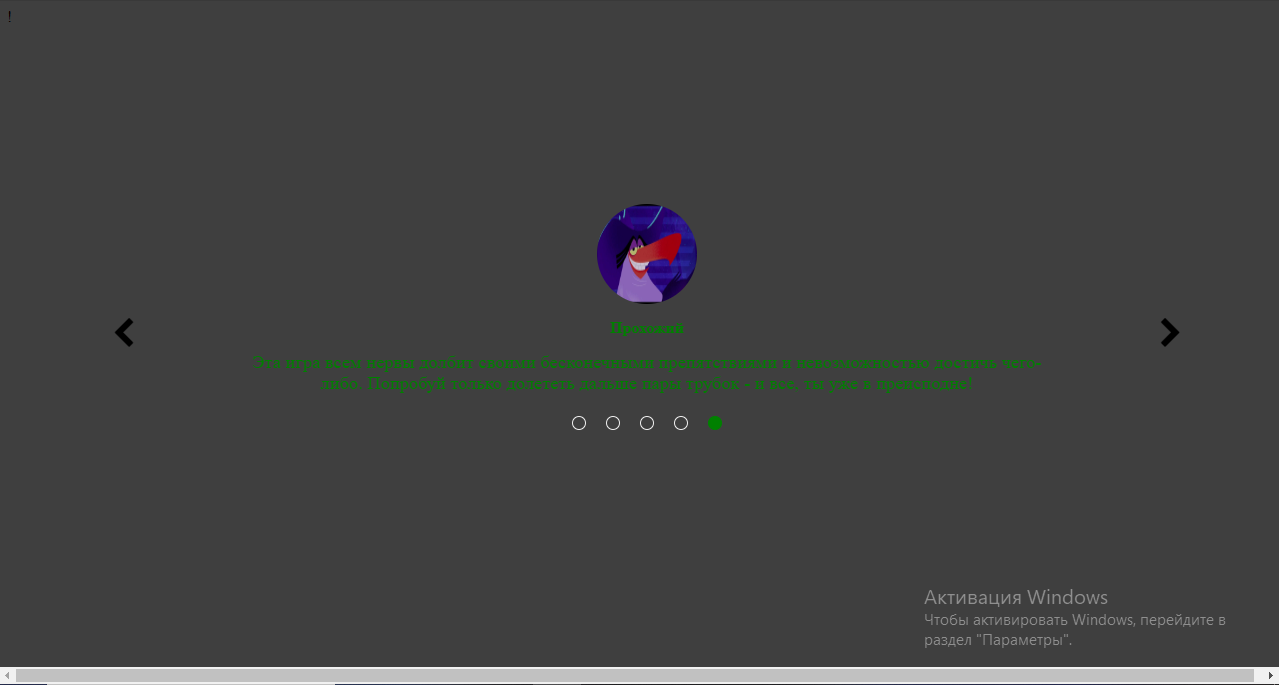 !
Прохожий
Эта игра всем нервы долбит своими бесконечными препятствиями и невозможностью достичь чего-
либо. Попробуй только долететь дальше пары трубок - и все, ты уже в преисподне!
Активация Windows
Чтобы активировать Windows, перейдите в
раздел "Параметры".